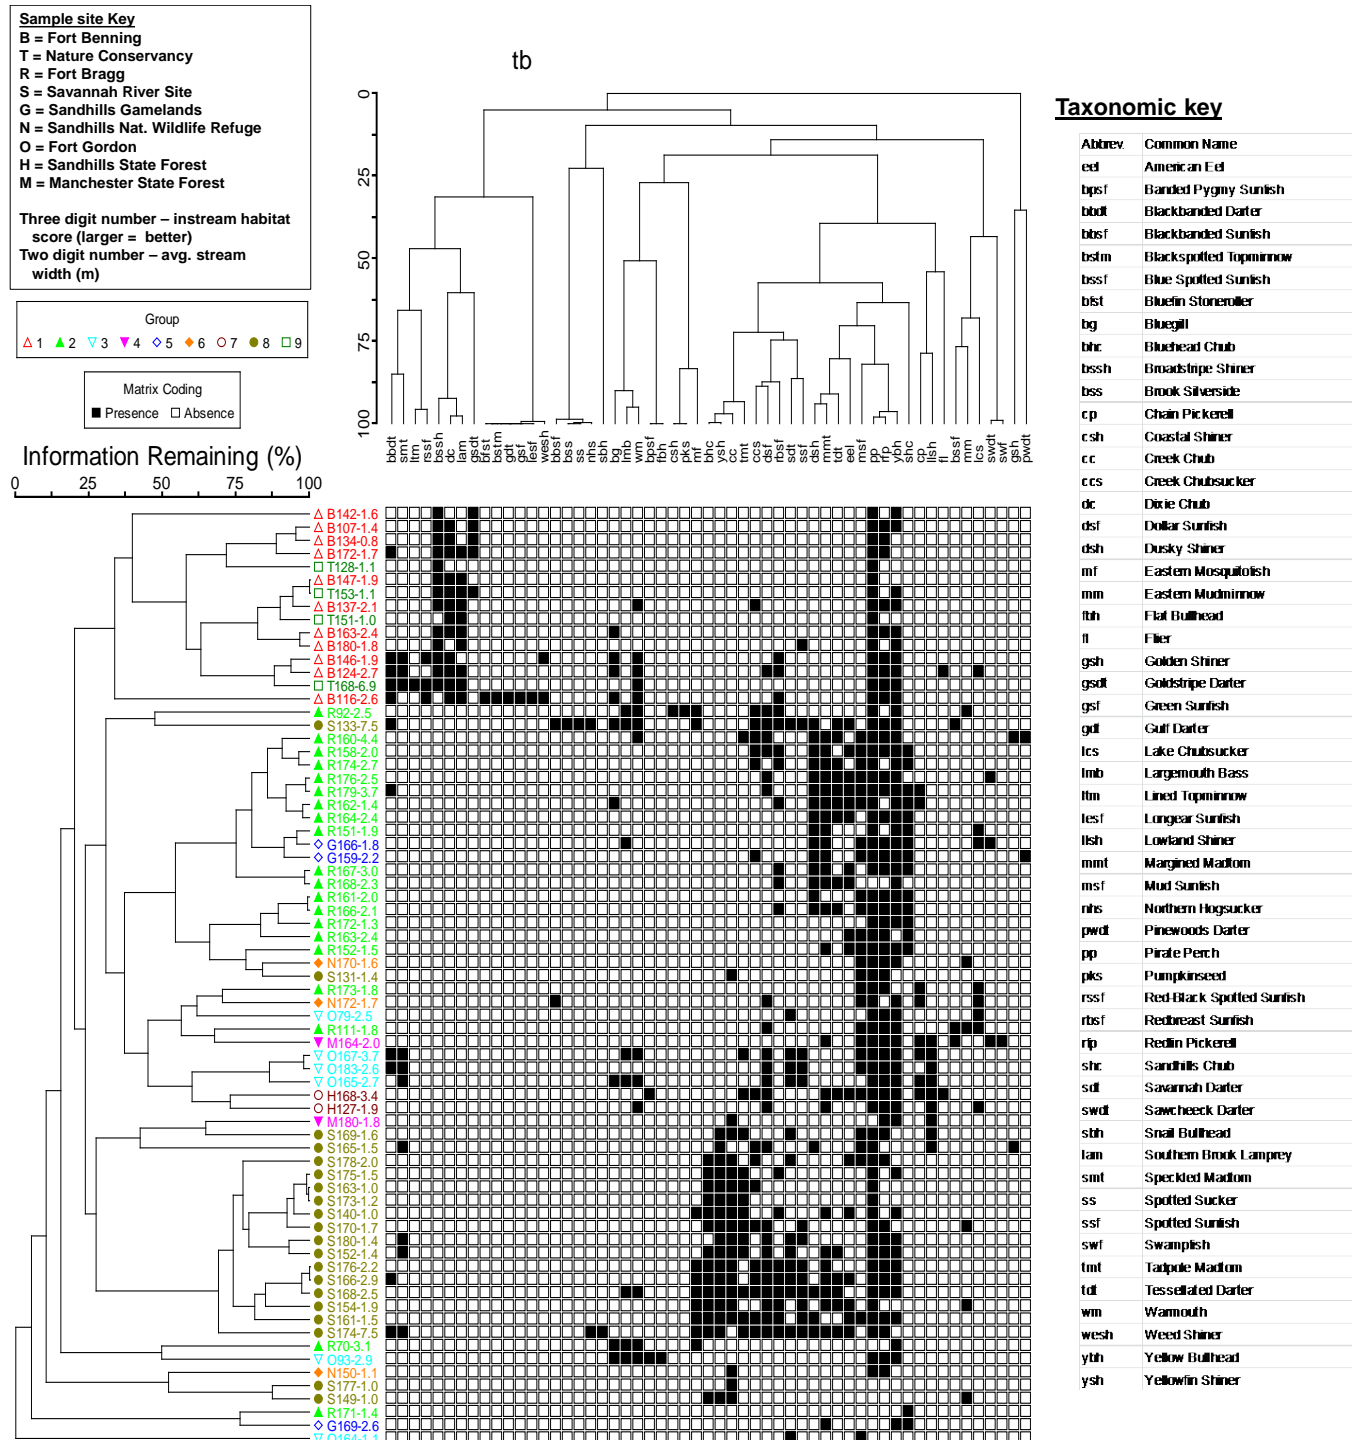 Sample site Key
B = Fort Benning
T = Nature Conservancy
R = Fort Bragg
S = Savannah River Site
G = Sandhills Gamelands
N = Sandhills Nat. Wildlife Refuge
O = Fort Gordon
H = Sandhills State Forest
M = Manchester State Forest
Three digit number – instream habitat
score (larger = better)
Two digit number – avg. stream
width (m)
Group
1 2 3 4 5 6 7 8 9
Matrix Coding
Presence Absence
Information Remaining (%)
0 25 50 75 100
tb
0
25
50
75
100
bbdt smt ltm rssf bssh dc lam gsdt bfst bstm gdt gsf lesf wesh bbsf bss ss nhs sbh bg lmb wm bpsf fbh csh pks mf bhc ysh cc tmt ccs dsf rbsf sdt ssf dsh mmt tdt eel msf pp rfp ybh shc cp llsh fl bssf mm lcs swdt swf gsh pwdt
B142-1.6
B107-1.4
B134-0.8
B172-1.7
T128-1.1
B147-1.9
T153-1.1
B137-2.1
T151-1.0
B163-2.4
B180-1.8
B146-1.9
B124-2.7
T168-6.9
B116-2.6
R92-2.5
S133-7.5
R160-4.4
R158-2.0
R174-2.7
R176-2.5
R179-3.7
R162-1.4
R164-2.4
R151-1.9
G166-1.8
G159-2.2
R167-3.0
R168-2.3
R161-2.0
R166-2.1
R172-1.3
R163-2.4
R152-1.5
N170-1.6
S131-1.4
R173-1.8
N172-1.7
O79-2.5
R111-1.8
M164-2.0
O167-3.7
O183-2.6
O165-2.7
H168-3.4
H127-1.9
M180-1.8
S169-1.6
S165-1.5
S178-2.0
S175-1.5
S163-1.0
S173-1.2
S140-1.0
S170-1.7
S180-1.4
S152-1.4
S176-2.2
S166-2.9
S168-2.5
S154-1.9
S161-1.5
S174-7.5
R70-3.1
O93-2.9
N150-1.1
S177-1.0
S149-1.0
R171-1.4
G169-2.6
O164-1.1
Taxonomic key
Abbrev. Common Name
eel American Eel
bpsf Banded Pygmy Sunfish
bbdt Blackbanded Darter
bbsf Blackbanded Sunfish
bstm Blackspotted Topminnow
bssf Blue Spotted Sunfish
bfst Bluefin Stoneroller
bg Bluegill
bhc Bluehead Chub
bssh Broadstripe Shiner
bss Brook Silverside
cp Chain Pickerell
csh Coastal Shiner
cc Creek Chub
ccs Creek Chubsucker
dc Dixie Chub
dsf Dollar Sunfish
dsh Dusky Shiner
mf Eastern Mosquitofish
mm Eastern Mudminnow
fbh Flat Bullhead
fl Flier
gsh Golden Shiner
gsdt Goldstripe Darter
gsf Green Sunfish
gdt Gulf Darter
lcs Lake Chubsucker
lmb Largemouth Bass
ltm Lined Topminnow
lesf Longear Sunfish
llsh Lowland Shiner
mmt Margined Madtom
msf Mud Sunfish
nhs Northern Hogsucker
pwdt Pinewoods Darter
pp Pirate Perch
pks Pumpkinseed
rssf Red-Black Spotted Sunfish
rbsf Redbreast Sunfish
rfp Redfin Pickerell
shc Sandhills Chub
sdt Savannah Darter
swdt Sawcheeck Darter
sbh Snail Bullhead
lam Southern Brook Lamprey
smt Speckled Madtom
ss Spotted Sucker
ssf Spotted Sunfish
swf Swampfish
tmt Tadpole Madtom
tdt Tessellated Darter
wm Warmouth
wesh Weed Shiner
ybh Yellow Bullhead
ysh Yellowfin Shiner